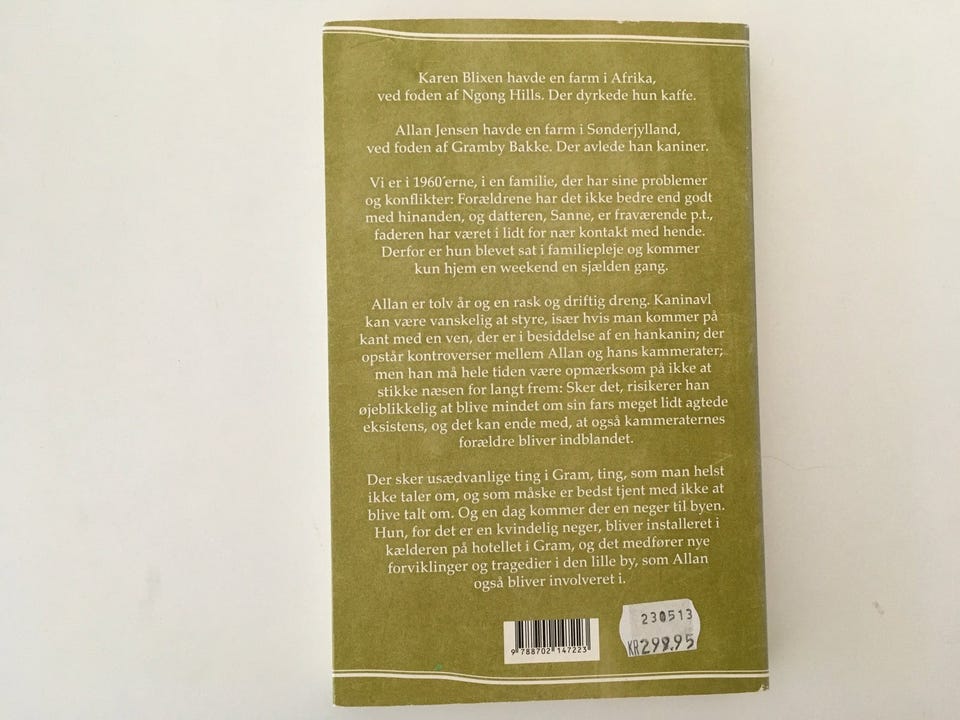 Karen Blixen havde en farm i Afrika,
ved foden af Ngong Hills. Der dyrkede hun kaffe.
Allan Jensen havde en farm i Sønderjylland,
ved foden af Gramby Bakke. Der avlede han kaniner.
Vi er i 1960´erne, i en familie, der har sine problemer
og konflikter: Forældrene har det ikke bedre end godt
med hinanden, og datteren, Sanne, er fraværende p.t.,
faderen har været i lidt for nær kontakt med hende.
Derfor er hun blevet sat i familiepleje og kommer
kun hjem en weekend en sjælden gang.
Allan er tolv år og en rask og driftig dreng. Kaninavl
kan være vanskelig at styre, især hvis man kommer på
kant med en ven, der er i besiddelse af en hankanin; der
opstår kontroverser mellem Allan og hans kammerater;
men han må hele tiden være opmærksom på ikke at
stikke næsen for langt frem: Sker det, risikerer han
øjeblikkelig at blive mindet om sin fars meget lidt agtede
eksistens, og det kan ende med, at også kammeraternes
forældre bliver indblandet.
Der sker usædvanlige ting i Gram, ting, som man helst
ikke taler om, og som måske er bedst tjent med ikke at
blive talt om. Og en dag kommer der en neger til byen.
Hun, for det er en kvindelig neger, bliver installeret i
kælderen på hotellet i Gram, og det medfører nye
forviklinger og tragedier i den lille by, som Allan
også bliver involveret i.
230513
KR299.95
9 788702 147223